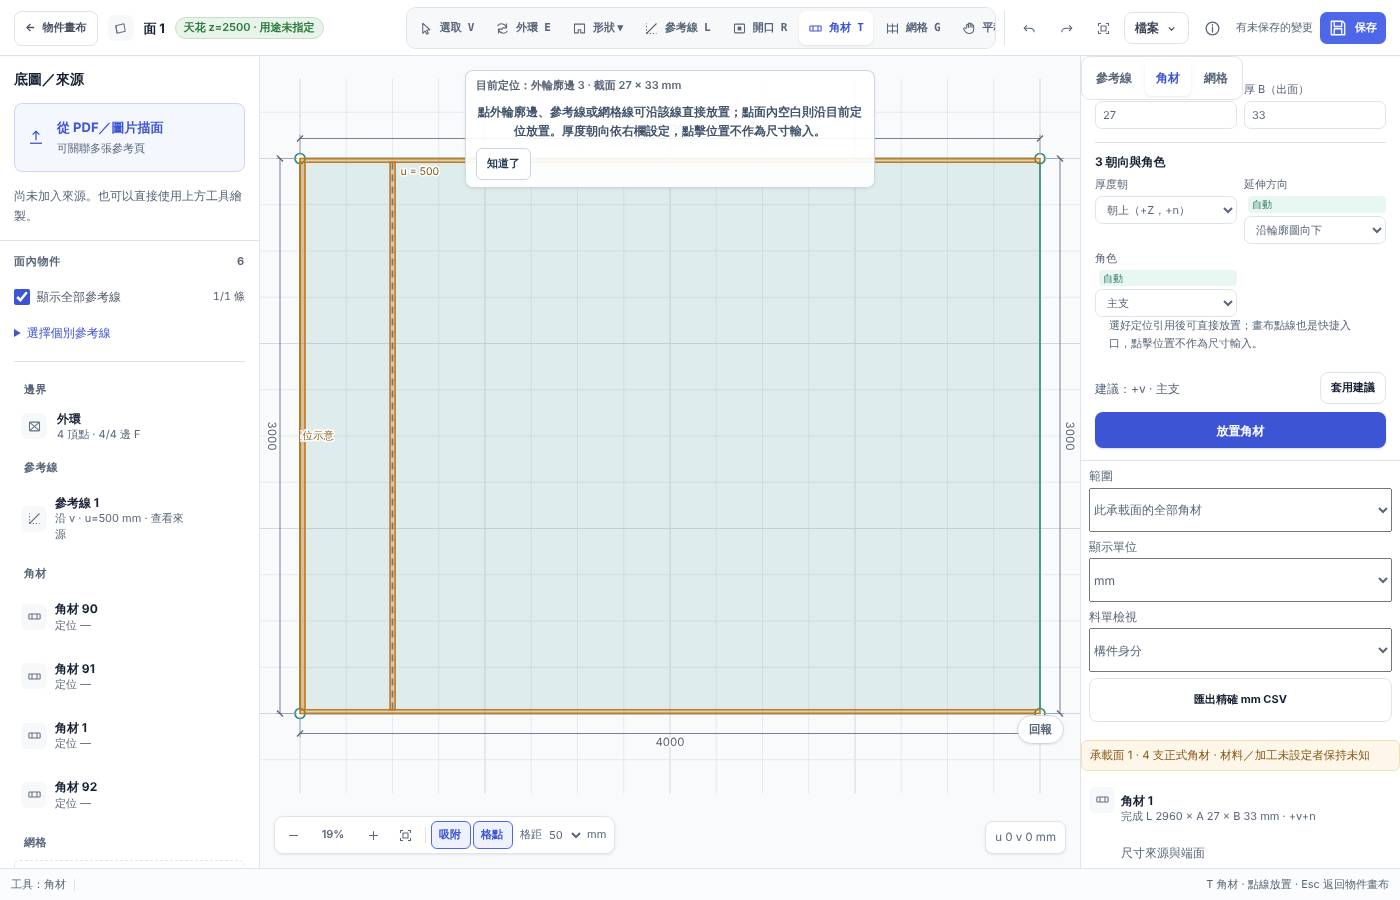 物件畫布
面 1
天花 z=2500 · 用途未指定
選取 V
外環 E
形狀▾
參考線 L
開口 R
角材 T
網格 G
檔案
有未保存的變更
保存
底圖／來源
從 PDF／圖片描面
可關聯多張參考頁
尚未加入來源。也可以直接使用上方工具繪
製。
面內物件
6
顯示全部參考線
1/1 條
選擇個別參考線
邊界
外環
4 頂點 · 4/4 邊 F
參考線
參考線 1
沿 v · u=500 mm · 查看來
源
角材
角材 90
定位 —
角材 91
定位 —
角材 1
定位 —
角材 92
定位 —
網格
目前定位：外輪廓邊 3 · 截面 27 × 33 mm
點外輪廓邊、參考線或網格線可沿該線直接放置；點面內空白則沿目前定
位放置。厚度朝向依右欄設定，點擊位置不作為尺寸輸入。
知道了
u = 500
位示意
3000
3000
4000
回報
19%
吸附
格點
格距
50
mm
u 0 v 0 mm
參考線
角材
網格
厚 B（出面）
27
33
3 朝向與角色
厚度朝
朝上（+Z，+n）
延伸方向
自動
沿輪廓圖向下
角色
自動
主支
選好定位引用後可直接放置；畫布點線也是快捷入
口，點擊位置不作為尺寸輸入。
建議：+v · 主支
套用建議
放置角材
範圍
此承載面的全部角材
顯示單位
mm
料單檢視
構件身分
匯出精確 mm CSV
承載面 1 · 4 支正式角材 · 材料／加工未設定者保持未知
角材 1
完成 L 2960 × A 27 × B 33 mm · +v+n
尺寸來源與端面
工具：角材
T 角材 · 點線放置 · Esc 返回物件畫布